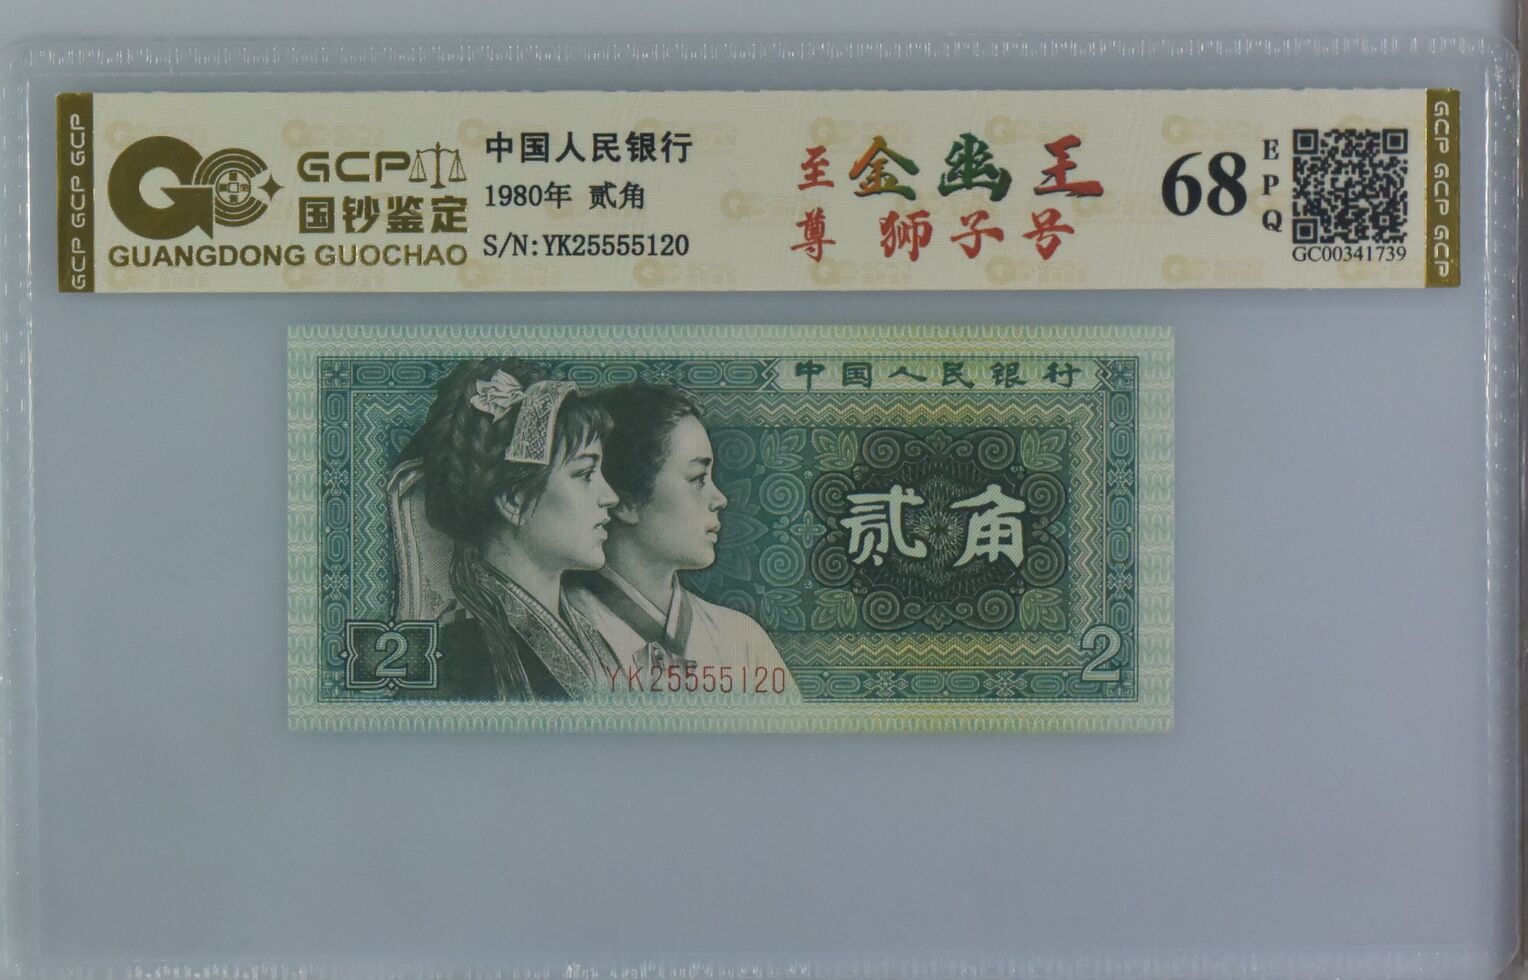 GCP GCP GCP
GCP
国钞鉴定
GUANGDONG GUOCHAO
中国人民银行
1980年 贰角
S/N:YK25555120
至尊
金幽王
狮子号
68
EPQ
GC00341739
GCP GCP GCP
中国人民银行
贰角
2
YK25555120
2